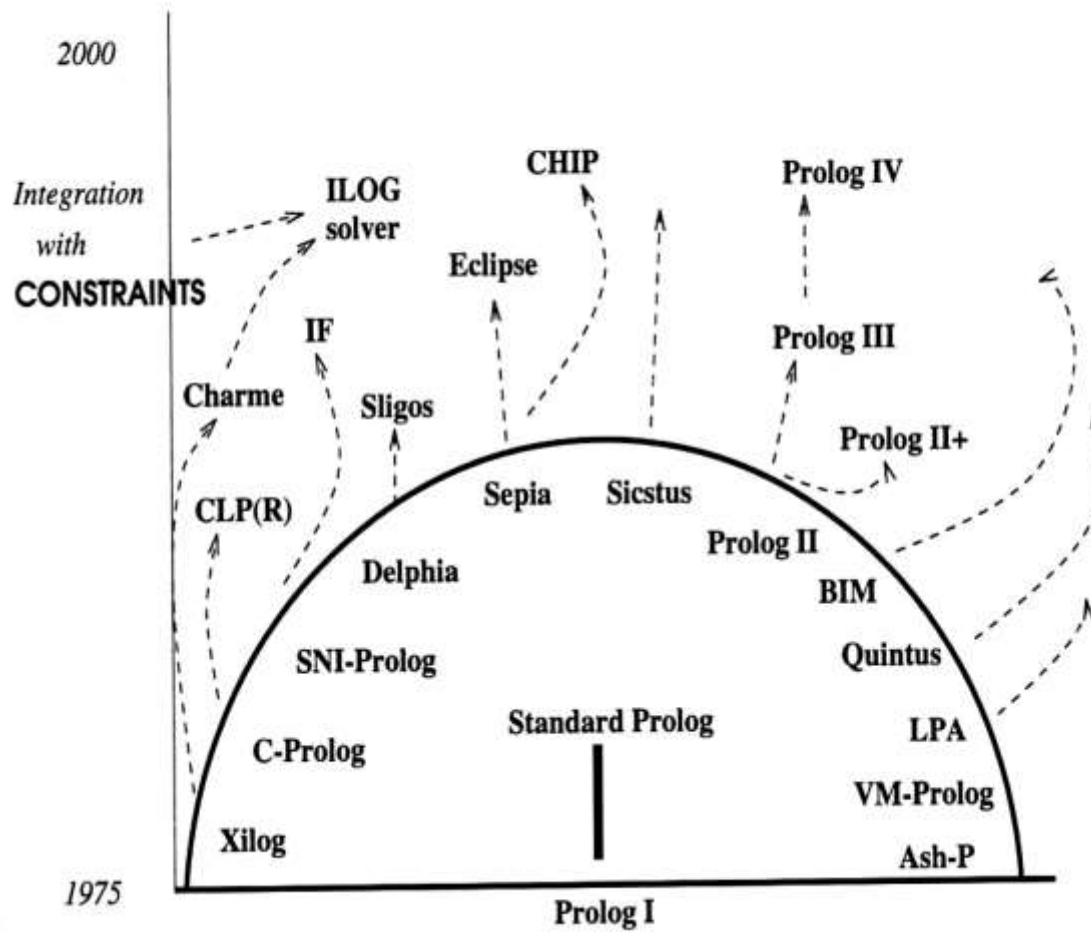 2000
CHIP
Prolog IV
Integration
with
CONSTRAINTS
ILOG
solver
Eclipse
IF
Prolog III
Charme
Sligos
Prolog II+
CLP(R)
Sepia
Sicstus
Prolog II
Delphia
BIM
SNI-Prolog
Quintus
Standard Prolog
LPA
C-Prolog
VM-Prolog
Xilog
Ash-P
1975
Prolog I